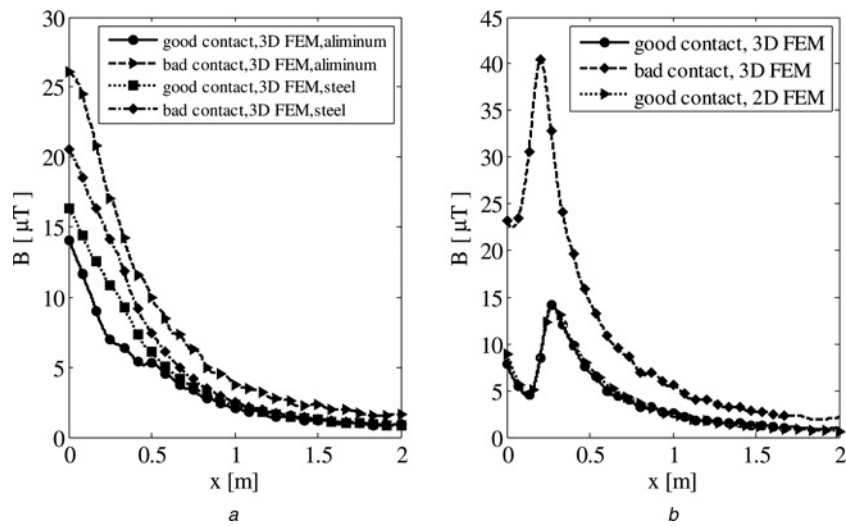 30
25
20
15
10
5
0
B [ µT ]
good contact,3D FEM,aliminum
bad contact,3D FEM,aluminum
good contact,3D FEM,steel
bad contact,3D FEM,steel
0 0.5 1 1.5 2
x [m]
a
45
40
35
30
25
20
15
10
5
0
B [ µT ]
good contact, 3D FEM
bad contact, 3D FEM
good contact, 2D FEM
0 0.5 1 1.5 2
x [m]
b